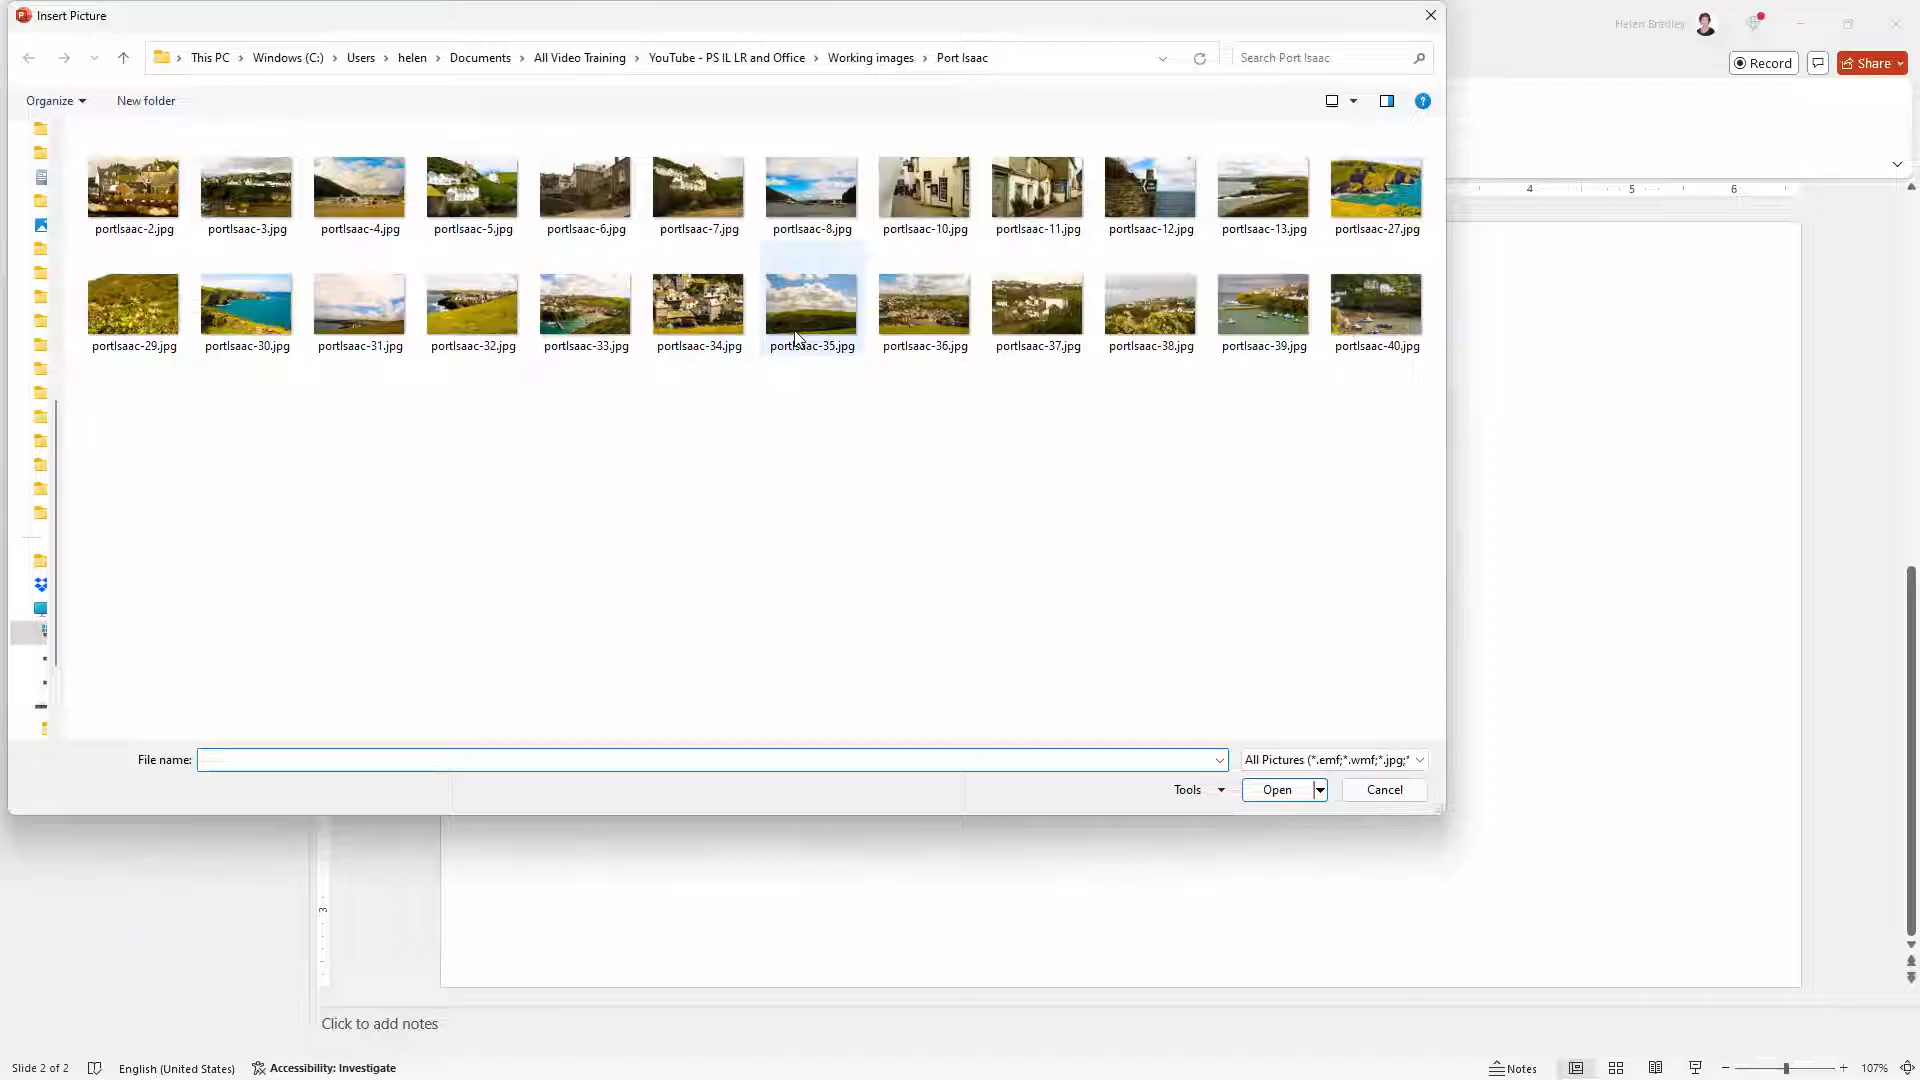 Insert Picture
Helen Bradley
This PC > Windows (C:) > Users > helen > Documents > All Video Training > YouTube - PS IL LR and Office > Working images > Port Isaac
Search Port Isaac
Record
Share
Organize
New folder
portIsaac-2.jpg portIsaac-3.jpg portIsaac-4.jpg portIsaac-5.jpg portIsaac-6.jpg portIsaac-7.jpg portIsaac-8.jpg portIsaac-10.jpg portIsaac-11.jpg portIsaac-12.jpg portIsaac-13.jpg portIsaac-27.jpg
4 5 6
portIsaac-29.jpg portIsaac-30.jpg portIsaac-31.jpg portIsaac-32.jpg portIsaac-33.jpg portIsaac-34.jpg portIsaac-35.jpg portIsaac-36.jpg portIsaac-37.jpg portIsaac-38.jpg portIsaac-39.jpg portIsaac-40.jpg
File name:
All Pictures (*.emf;*.wmf;*.jpg;*
Tools
Open
Cancel
3
Click to add notes
Slide 2 of 2
English (United States)
Accessibility: Investigate
Notes
107%